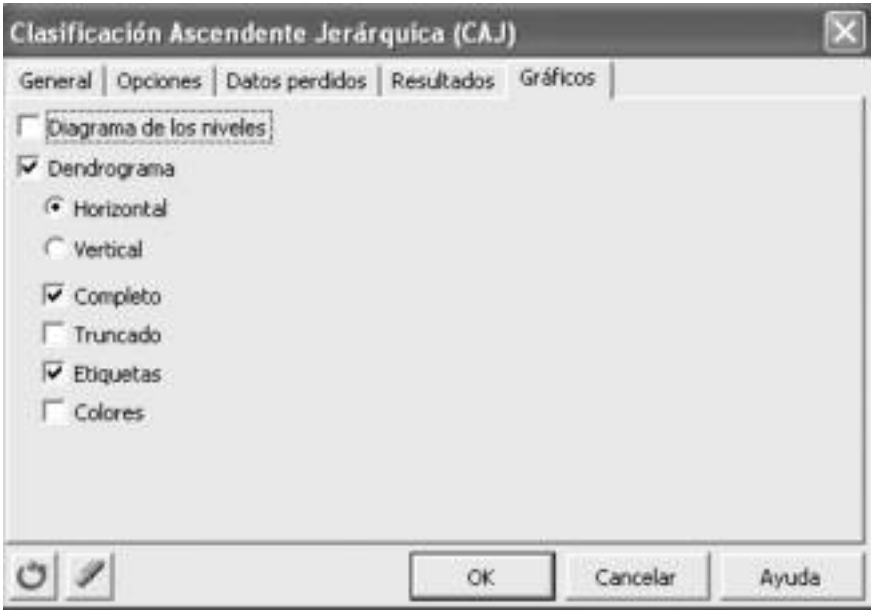 Clasificación Ascendente Jerárquica (CAJ)
General Opciones Datos perdidos Resultados Gráficos
Diagrama de los niveles
Dendrograma
Horizontal
Vertical
Completo
Truncado
Etiquetas
Colores
OK Cancelar Ayuda